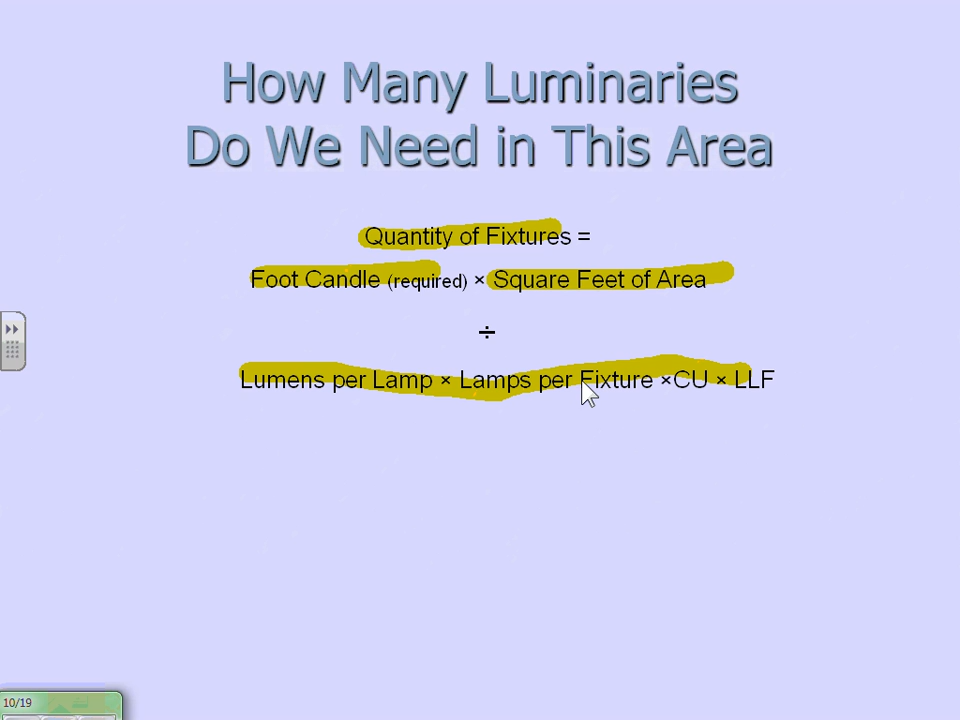 How Many Luminaries
Do We Need in This Area
Quantity of Fixtures =
Foot Candle (required) × Square Feet of Area
÷
Lumens per Lamp × Lamps per Fixture ×CU × LLF
10/19